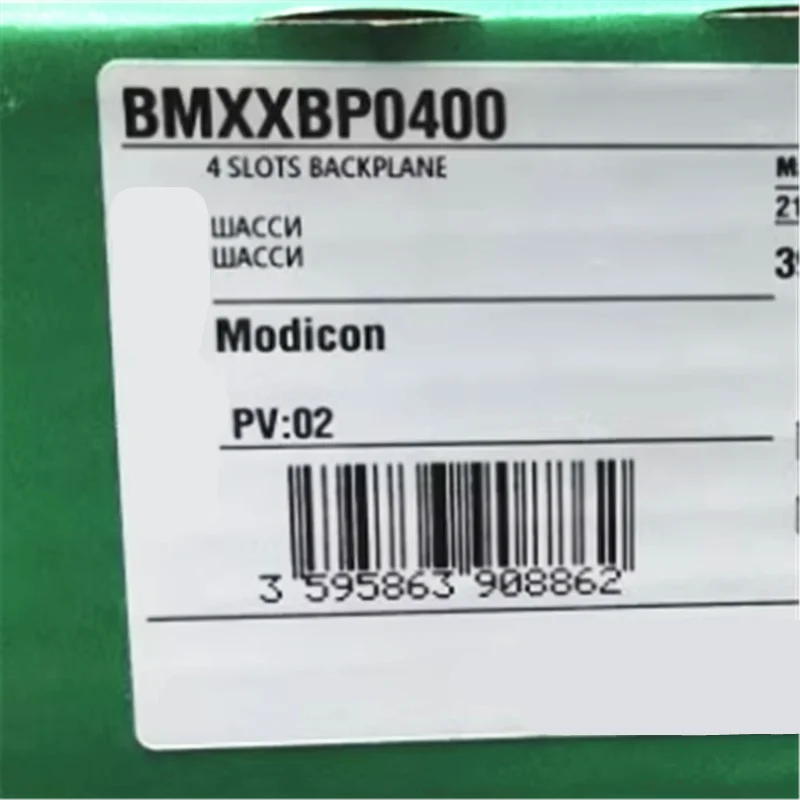 BMXXBP0400
4 SLOTS BACKPLANE
ШАССИ
ШАССИ
Modicon
PV:02
3 595863 908862